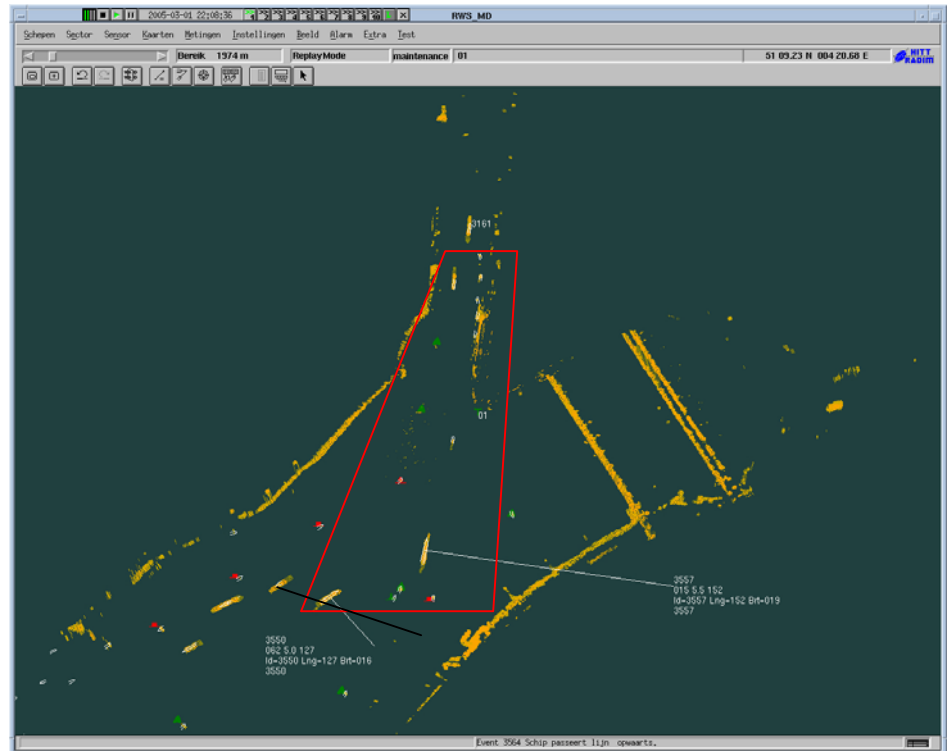 2005-03-01 22:08:36
RWS_MD
Schepen Sector Sensor Kaarten Metingen Instellingen Beeld Alarm Extra Test
Bereik 1974 m ReplayMode maintenance 01 51 09.23 N 004 20.68 E HITT RADIM
3161
01
3557
015 5.5 152
Id=3557 Lng=152 Brt=019
3557
3550
062 5.0 127
Id=3550 Lng=127 Brt=016
3550
Event 3564 Schip passeert lijn opwaarts.